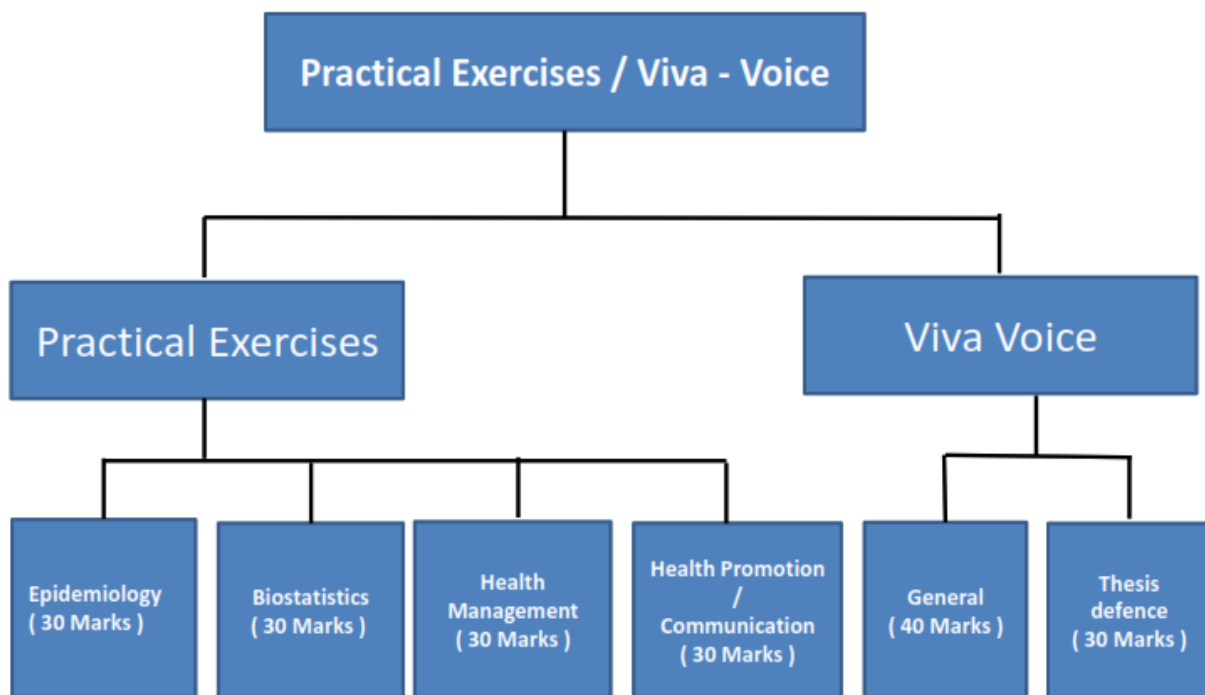 Practical Exercises / Viva - Voice
Practical Exercises
Viva Voice
Epidemiology
( 30 Marks )
Biostatistics
( 30 Marks )
Health
Management
( 30 Marks )
Health Promotion
/
Communication
( 30 Marks )
General
( 40 Marks )
Thesis
defence
( 30 Marks )